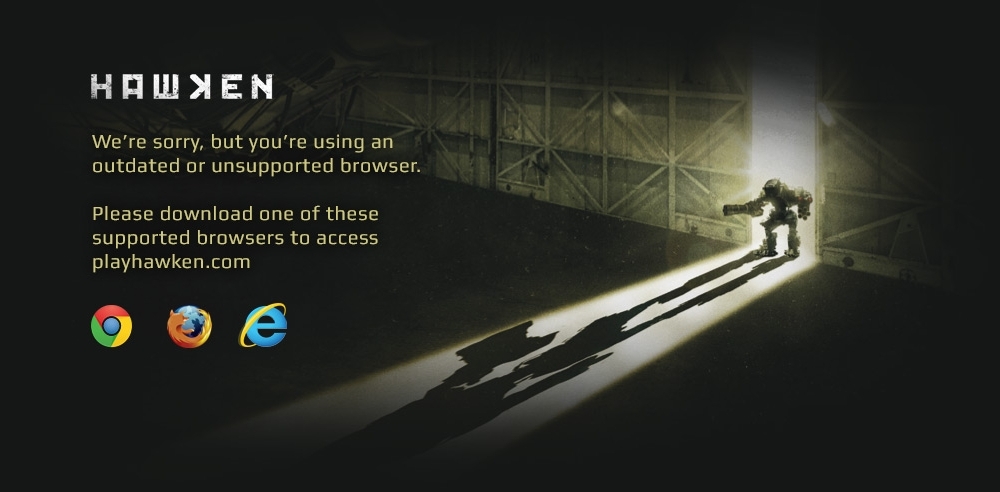 HAWKEN
We're sorry, but you're using an
outdated or unsupported browser.
Please download one of these
supported browsers to access
playhawken.com